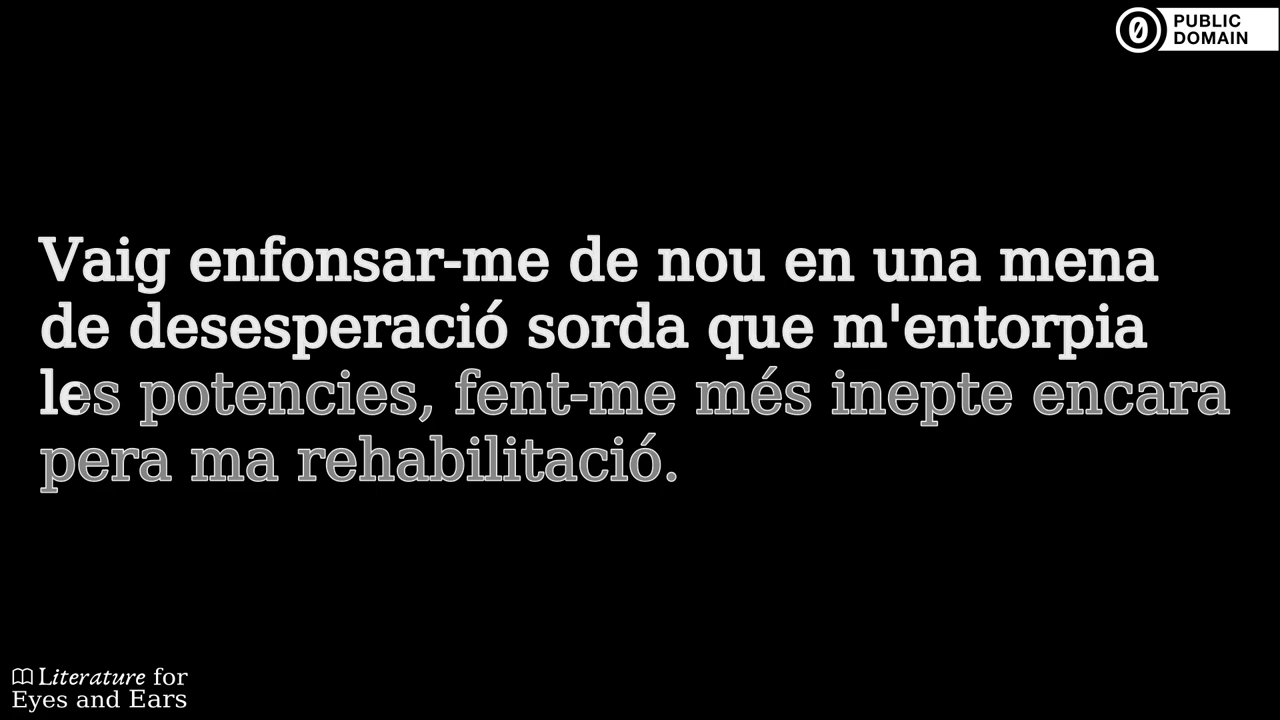 PUBLIC
DOMAIN
Vaig enfonsar-me de nou en una mena
de desesperació sorda que m'entorpia
les potencies, fent-me més inepte encara
pera ma rehabilitació.
Literature for
Eyes and Ears